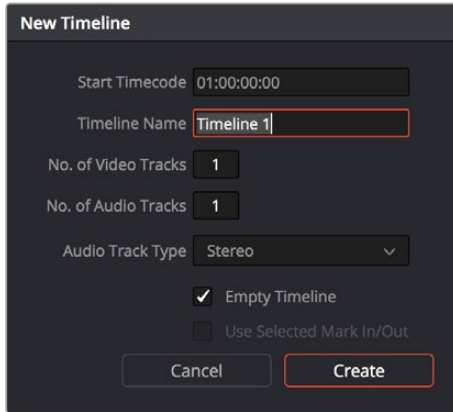 New Timeline
Start Timecode 01:00:00:00
Timeline Name Timeline 1
No. of Video Tracks 1
No. of Audio Tracks 1
Audio Track Type Stereo
Empty Timeline
Use Selected Mark In/Out
Cancel Create